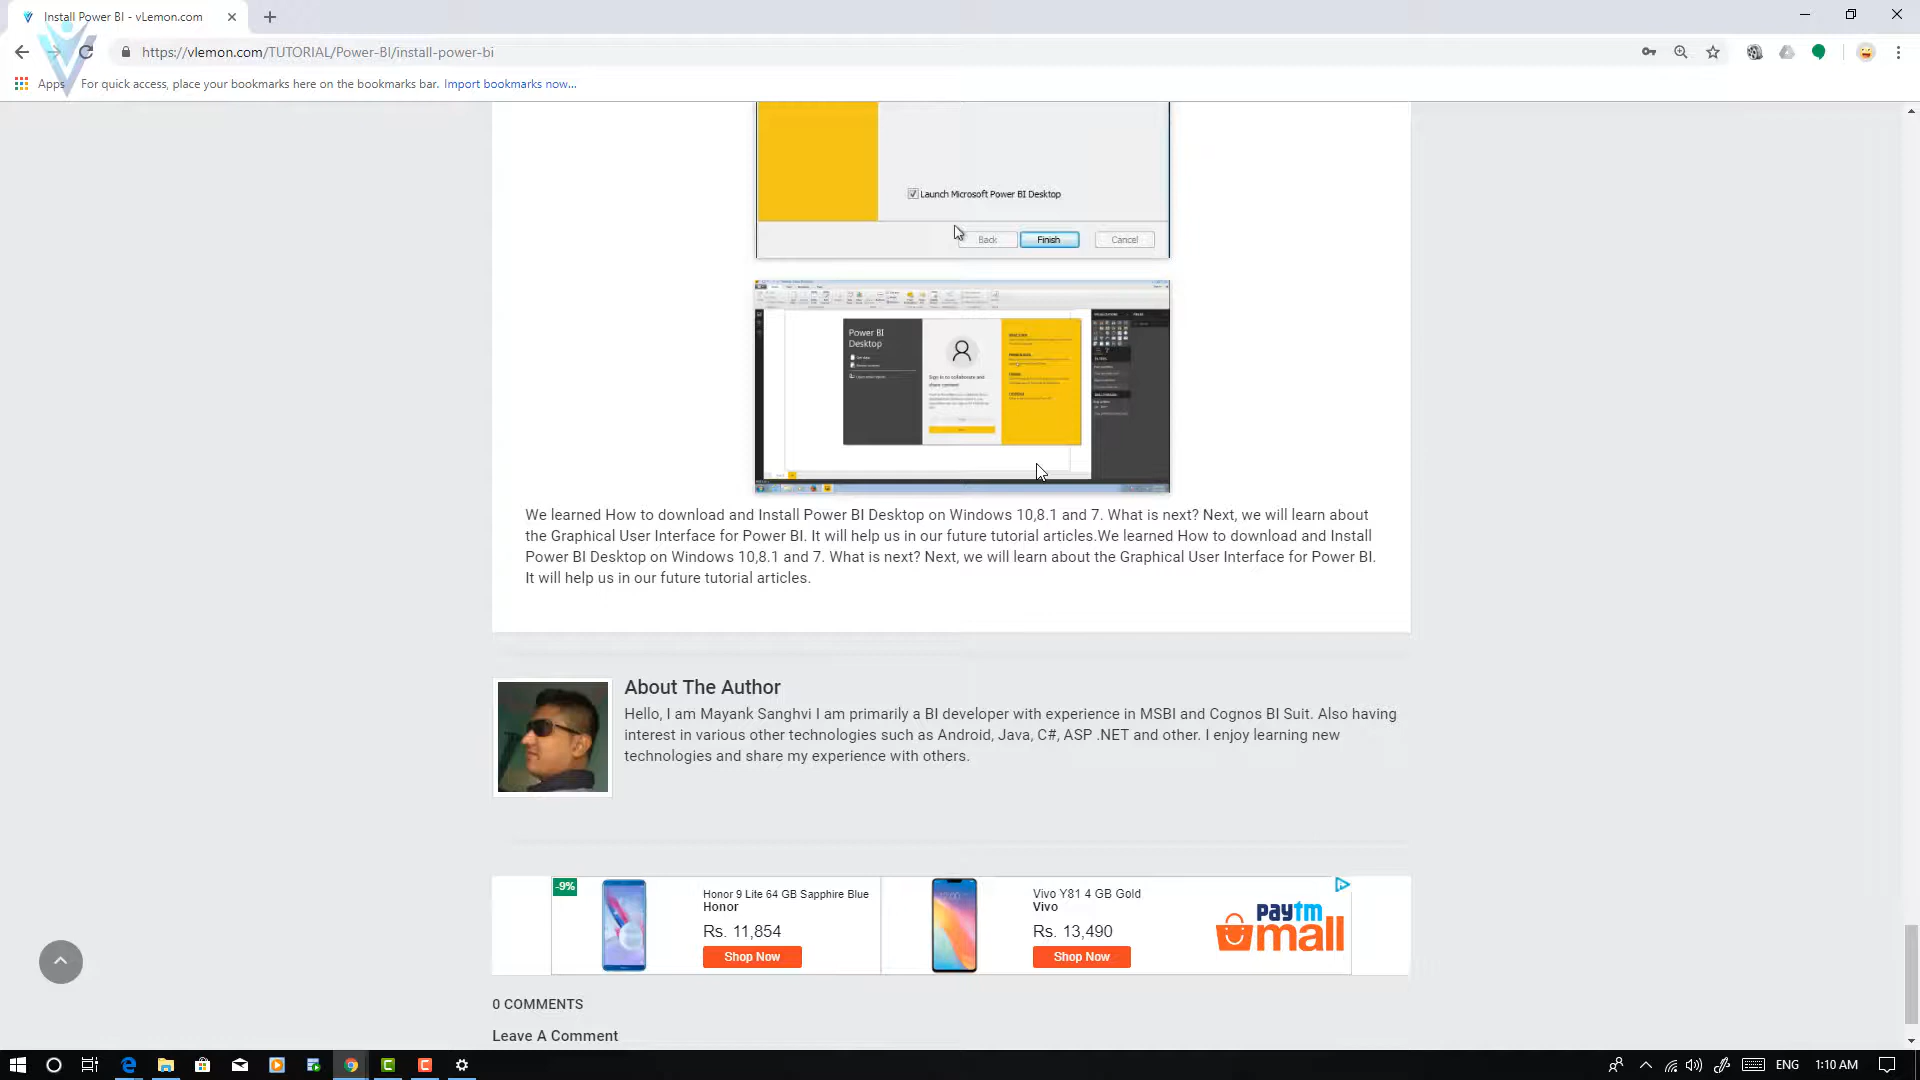 Install Power BI - vLemon.com
https://vlemon.com/TUTORIAL/Power-BI/install-power-bi
Apps For quick access, place your bookmarks here on the bookmarks bar. Import bookmarks now...
Launch Microsoft Power BI Desktop
Back Finish Cancel
Power BI
Desktop
Sign in to collaborate and
share content
We learned How to download and Install Power BI Desktop on Windows 10,8.1 and 7. What is next? Next, we will learn about
the Graphical User Interface for Power BI. It will help us in our future tutorial articles.We learned How to download and Install
Power BI Desktop on Windows 10,8.1 and 7. What is next? Next, we will learn about the Graphical User Interface for Power BI.
It will help us in our future tutorial articles.
About The Author
Hello, I am Mayank Sanghvi I am primarily a BI developer with experience in MSBI and Cognos BI Suit. Also having
interest in various other technologies such as Android, Java, C#, ASP .NET and other. I enjoy learning new
technologies and share my experience with others.
-9%
Honor 9 Lite 64 GB Sapphire Blue
Honor
Rs. 11,854
Shop Now
Vivo Y81 4 GB Gold
Vivo
Rs. 13,490
Shop Now
paytm
mall
0 COMMENTS
Leave A Comment
ENG 1:10 AM